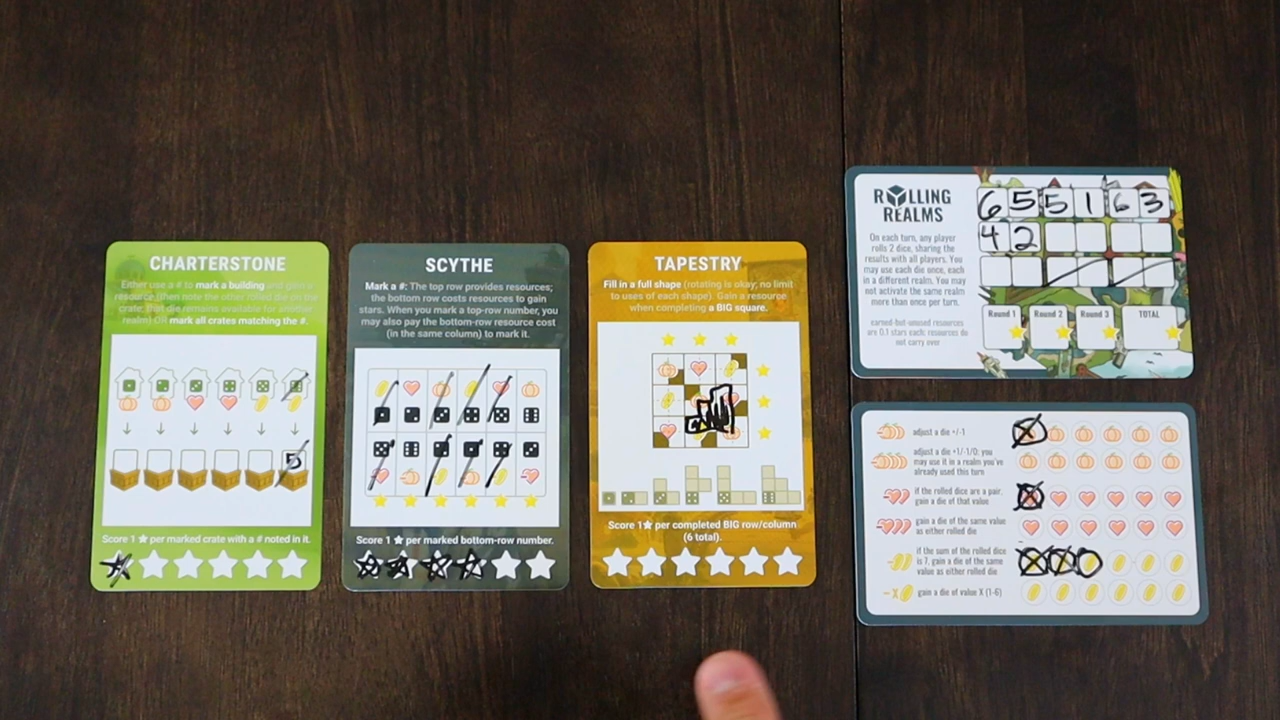 CHARTERSTONE
Either use a # to mark a building and gain a
resource (then note the other rolled die on the
crate; that die remains available for another
realm) OR mark all crates matching the #.
5
Score 1 ★ per marked crate with a # noted in it.
SCYTHE
Mark a #: The top row provides resources;
the bottom row costs resources to gain
stars. When you mark a top-row number, you
may also pay the bottom-row resource cost
(in the same column) to mark it.
Score 1 ★ per marked bottom-row number.
TAPESTRY
Fill in a full shape (rotating is okay; no limit
to uses of each shape). Gain a resource
when completing a BIG square.
Score 1★ per completed BIG row/column
(6 total).
ROLLING
REALMS
On each turn, any player
rolls 2 dice, sharing the
results with all players. You
may use each die once, each
in a different realm. You may
not activate the same realm
more than once per turn.
earned-but-unused resources
are 0.1 stars each; resources do
not carry over
6 5 5 1 6 3
4 2
Round 1 Round 2 Round 3 TOTAL
adjust a die +/-1
adjust a die +1/-1/0; you
may use it in a realm you've
already used this turn
if the rolled dice are a pair,
gain a die of that value
gain a die of the same value
as either rolled die
if the sum of the rolled dice
is 7, gain a die of the same
value as either rolled die
-X gain a die of value X (1-6)